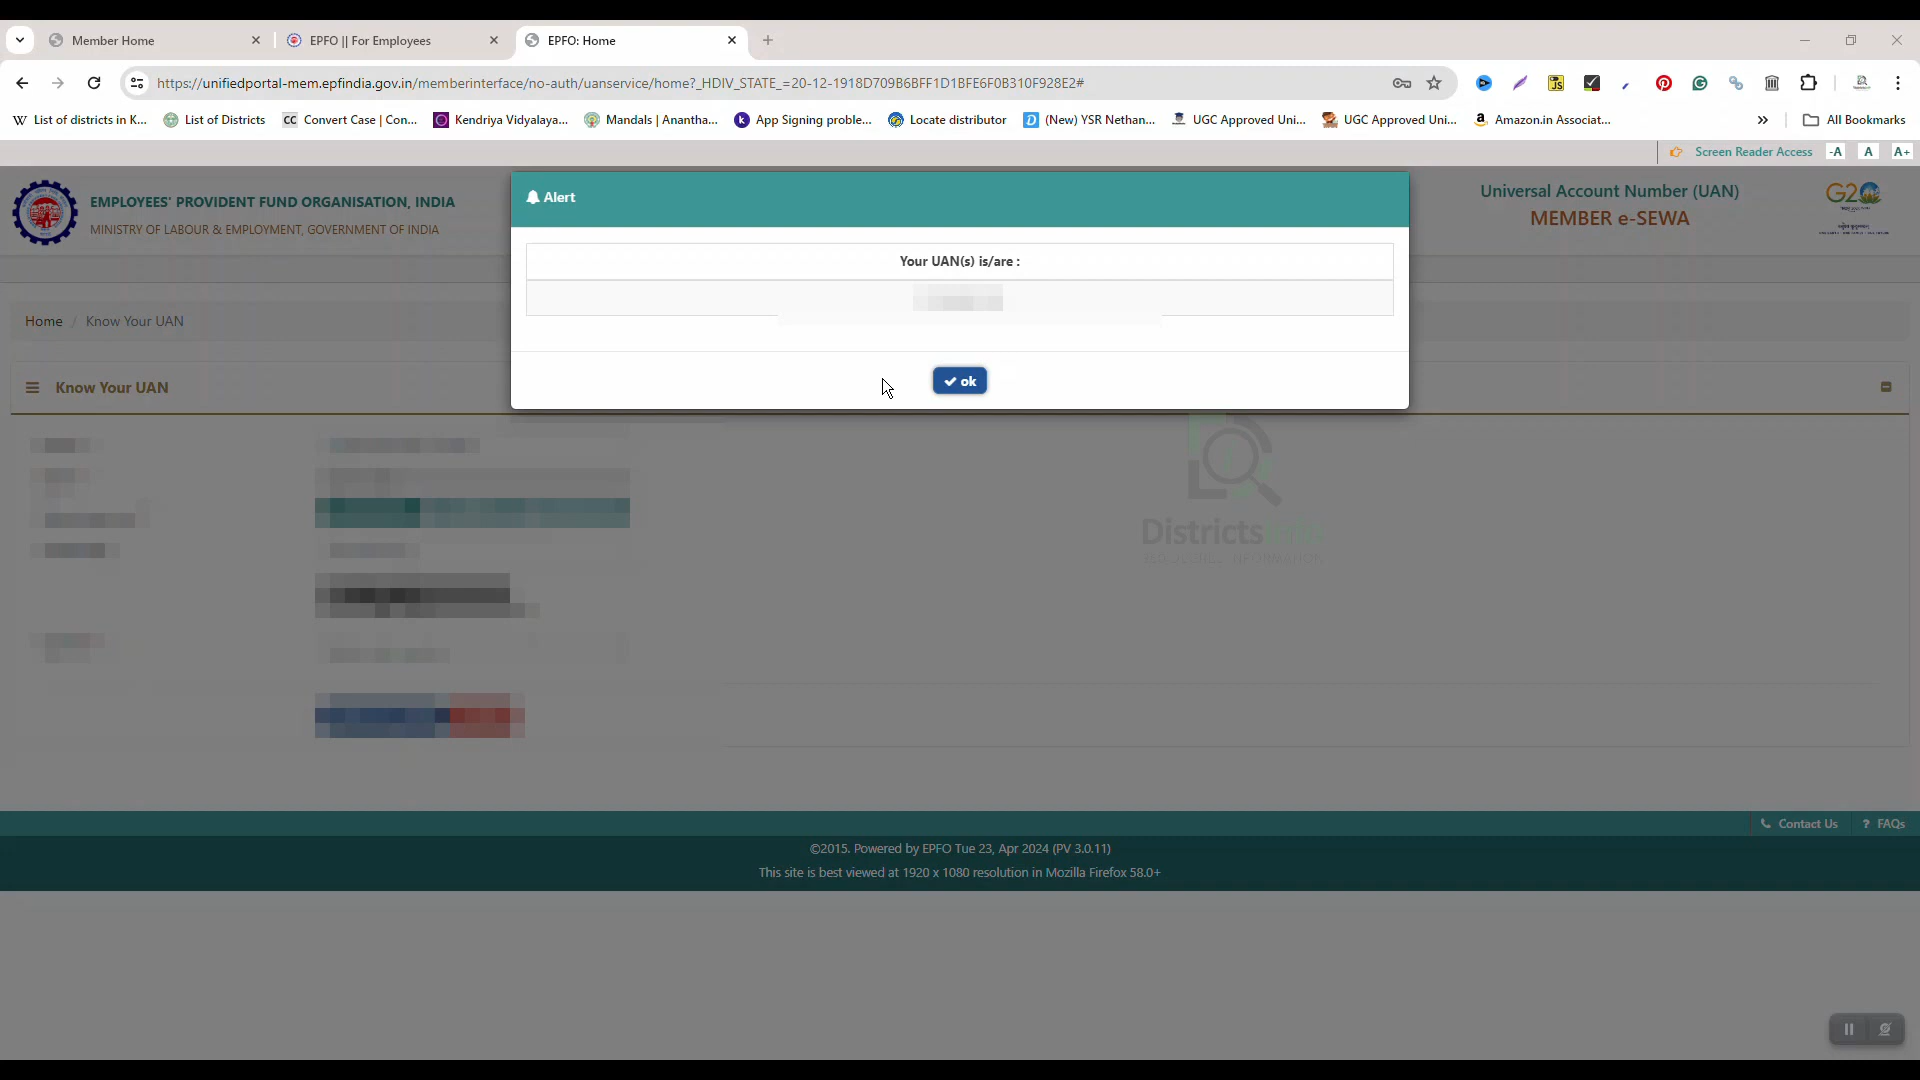 Member Home
EPFO || For Employees
EPFO: Home
https://unifiedportal-mem.epfindia.gov.in/memberinterface/no-auth/uanservice/home?_HDIV_STATE_=20-12-1918D709B6BFF1D1BFE6F0B310F928E2#
List of districts in K...
List of Districts
CC Convert Case | Con...
Kendriya Vidyalaya...
Mandals | Anantha...
App Signing proble...
Locate distributor
(New) YSR Nethan...
UGC Approved Uni...
UGC Approved Uni...
Amazon.in Associat...
All Bookmarks
Screen Reader Access -A A A+
EMPLOYEES' PROVIDENT FUND ORGANISATION, INDIA
MINISTRY OF LABOUR & EMPLOYMENT, GOVERNMENT OF INDIA
Universal Account Number (UAN)
MEMBER e-SEWA
G20
Alert
Your UAN(s) is/are :
ok
Home / Know Your UAN
Know Your UAN
DistrictsInfo
360 DEGREE INFORMATION
Contact Us
? FAQs
©2015. Powered by EPFO Tue 23, Apr 2024 (PV 3.0.11)
This site is best viewed at 1920 x 1080 resolution in Mozilla Firefox 58.0+